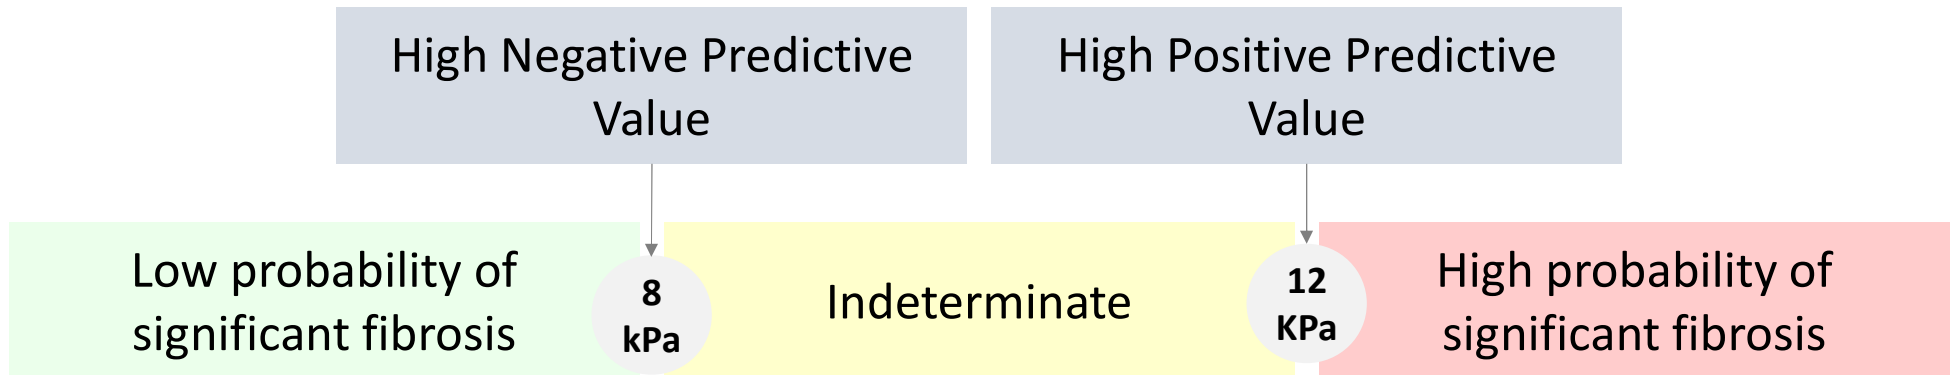 High Negative Predictive
Value
High Positive Predictive
Value
Low probability of
significant fibrosis
8
kPa
Indeterminate
12
KPa
High probability of
significant fibrosis